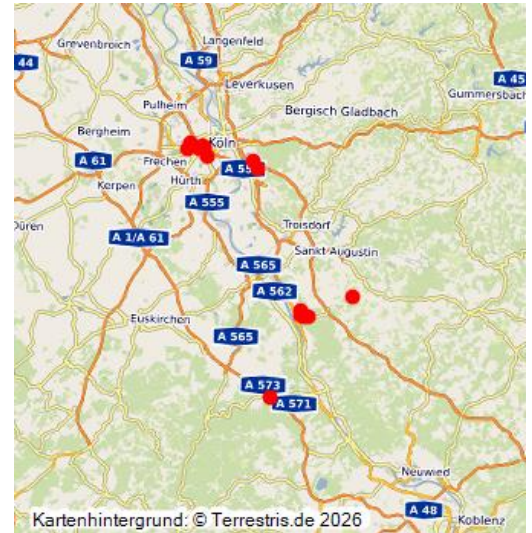 Langenfeld
Grevenbroich
44
A 59
A 45
Leverkusen
Gummersbach
Pulheim
Bergisch Gladbach
Bergheim
Köln
A 61
Frechen
A 55
Kerpen
Hürth
A 555
Düren
Troisdorf
A 1/A 61
Sankt Augustin
A 565
A 562
Euskirchen
A 565
A 573
A 571
Neuwied
A 48
Koblenz
Kartenhintergrund: © Terrestris.de 2026